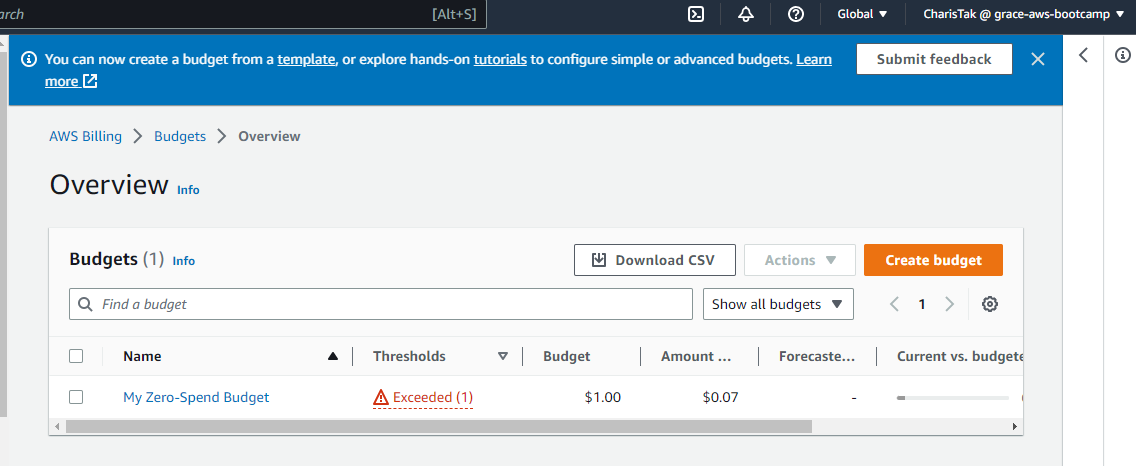 arch [Alt+S] Global CharisTak @ grace-aws-bootcamp
You can now create a budget from a template, or explore hands-on tutorials to configure simple or advanced budgets. Learn
more Submit feedback
AWS Billing Budgets Overview
Overview Info
Budgets (1) Info Download CSV Actions Create budget
Find a budget Show all budgets 1
Name Thresholds Budget Amount ... Forecaste... Current vs. budgete
My Zero-Spend Budget Exceeded (1) $1.00 $0.07 -